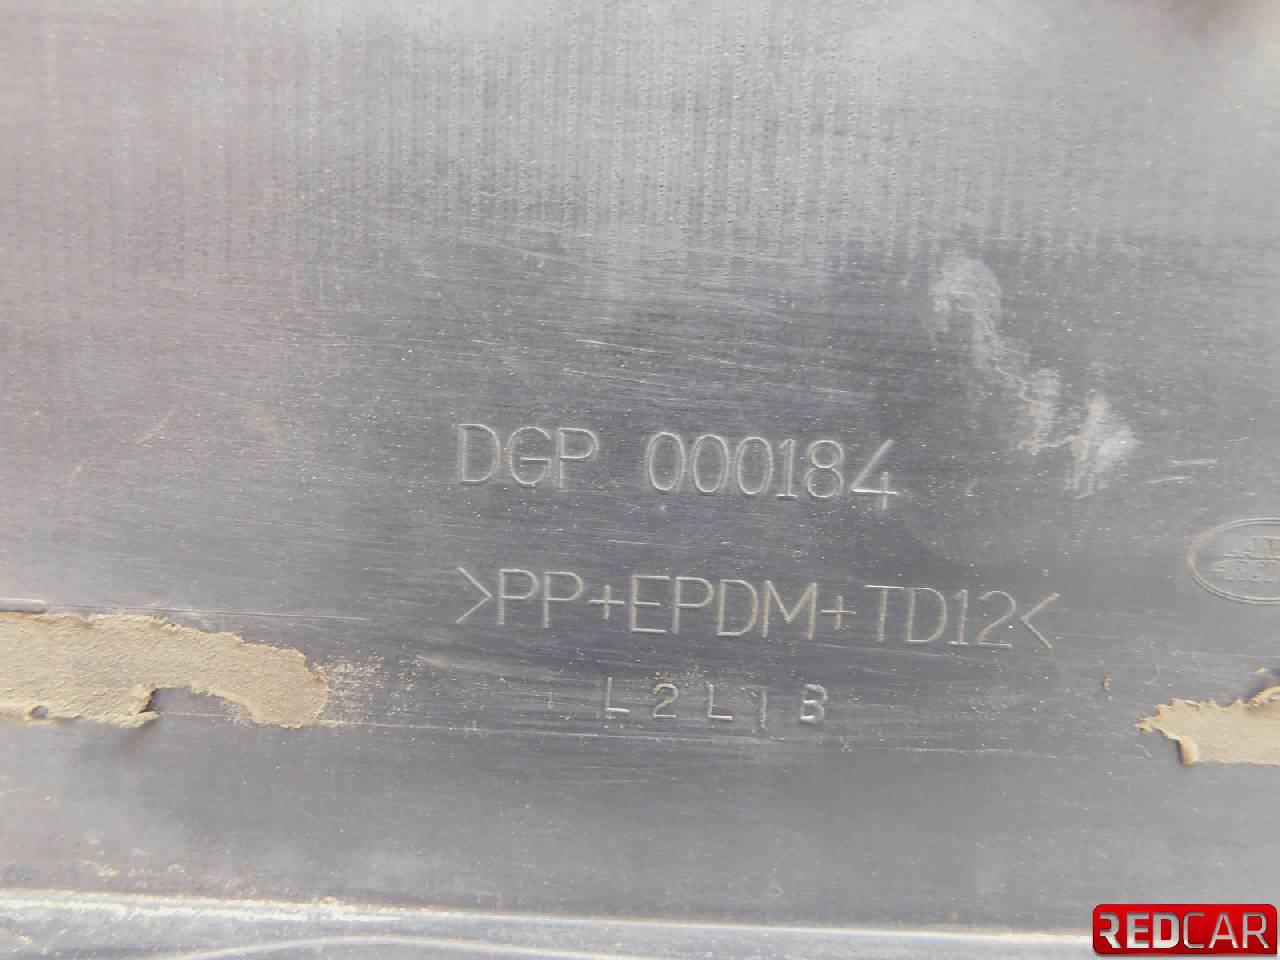 DGP 000184
>PP+EPDM+TD12<
L2L1B
REDCAR